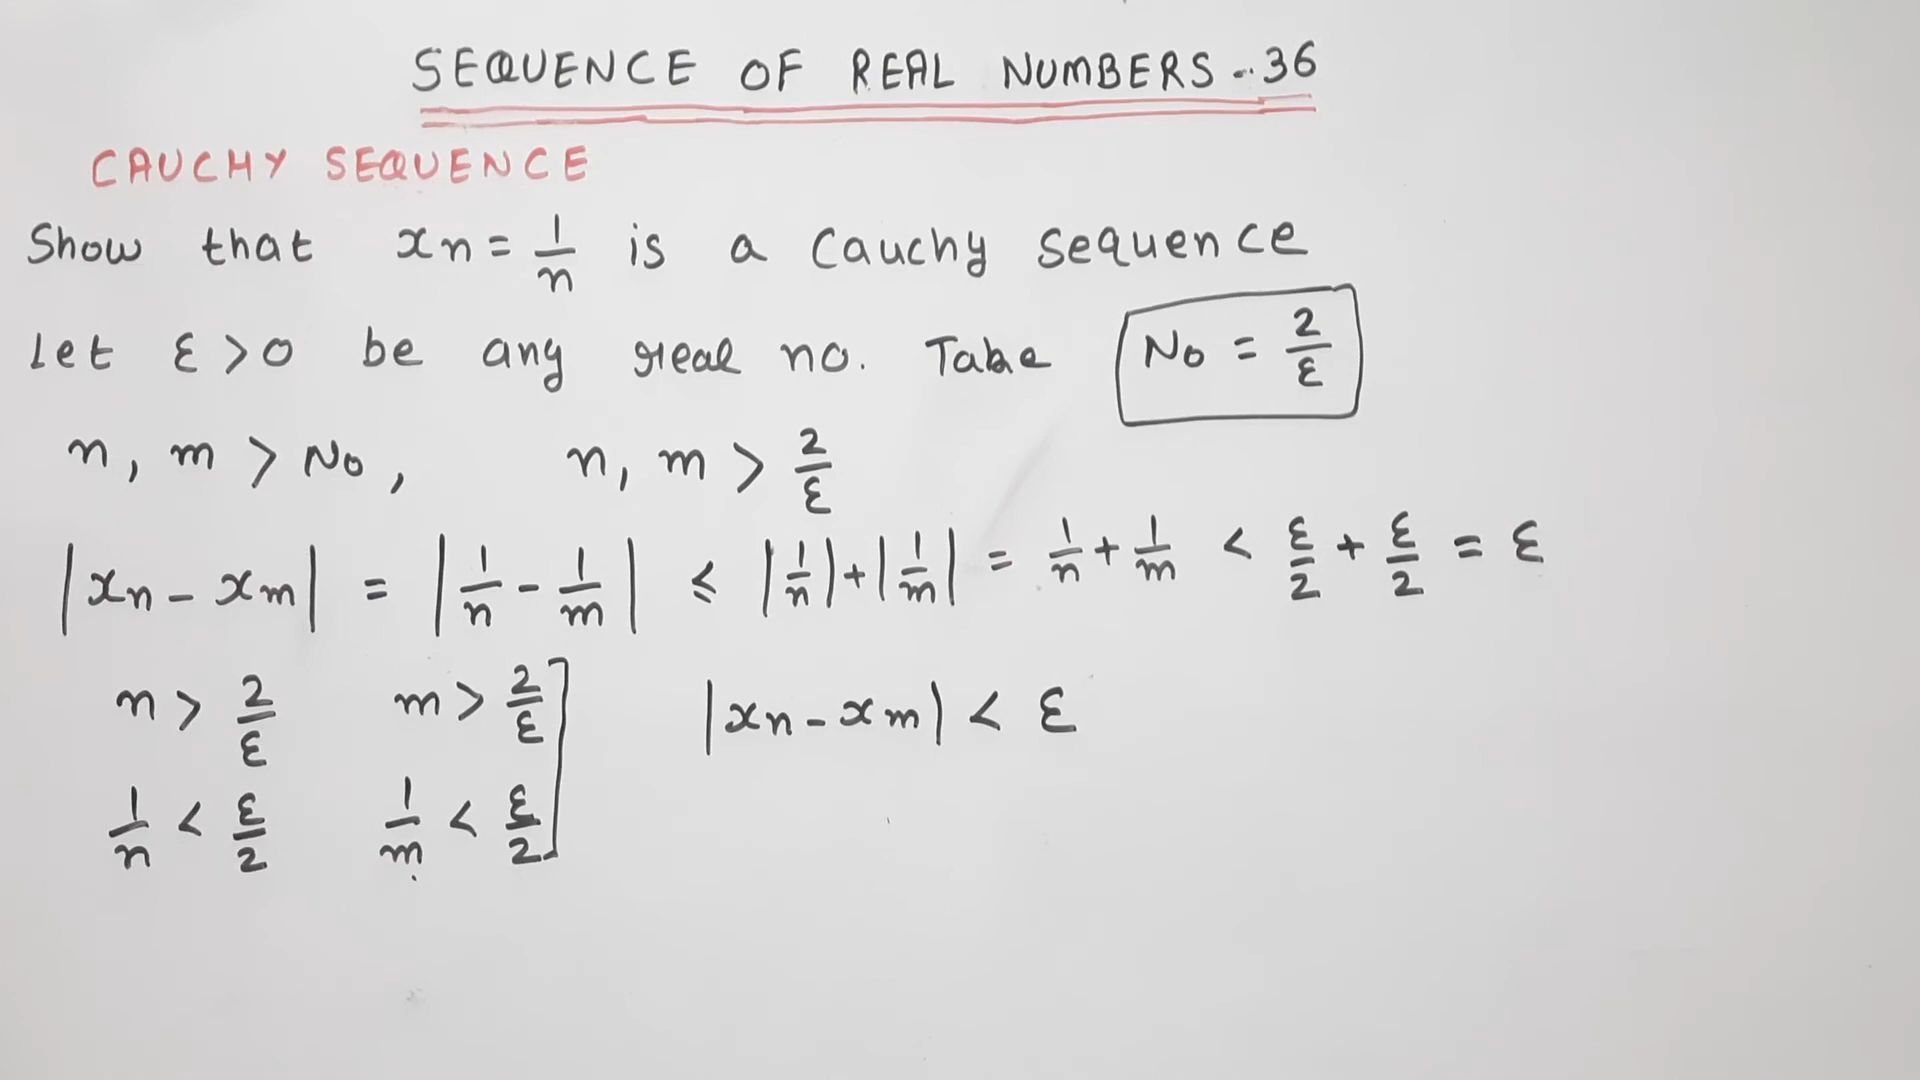 SEQUENCE OF REAL NUMBERS - 36
CAUCHY SEQUENCE
Show that xn = 1/n is a Cauchy sequence
Let ε > 0 be any real no. Take N0 = 2/ε
n, m > N0, n, m > 2/ε
|xn - xm| = |1/n - 1/m| ≤ |1/n| + |1/m| = 1/n + 1/m < ε/2 + ε/2 = ε
n > 2/ε m > 2/ε ] |xn - xm| < ε
1/n < ε/2 1/m < ε/2